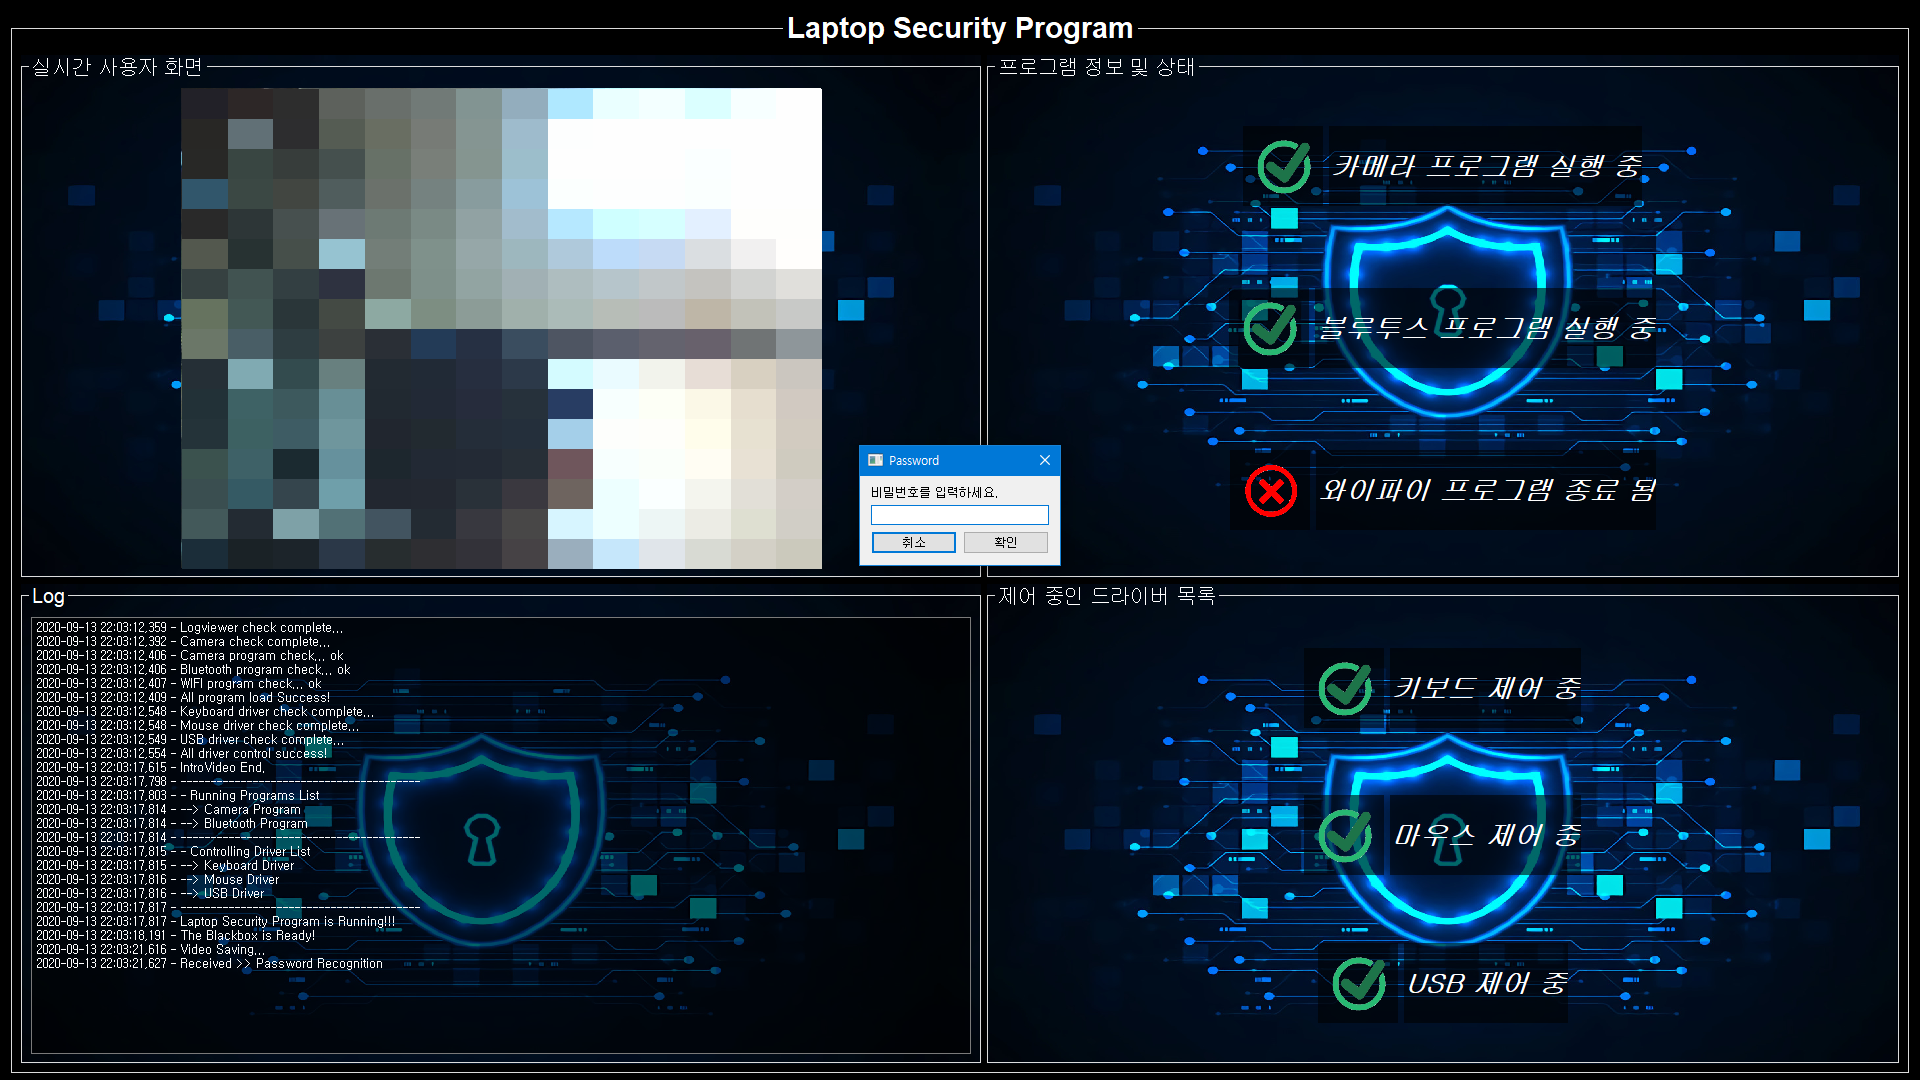 Laptop Security Program
실시간 사용자 화면
프로그램 정보 및 상태
카메라 프로그램 실행 중
블루투스 프로그램 실행 중
와이파이 프로그램 종료 됨
Password
비밀번호를 입력하세요.
취소
확인
Log
2020-09-13 22:03:12,359 - Logviewer check complete...
2020-09-13 22:03:12,392 - Camera check complete...
2020-09-13 22:03:12,406 - Camera program check... ok
2020-09-13 22:03:12,406 - Bluetooth program check... ok
2020-09-13 22:03:12,407 - WIFI program check... ok
2020-09-13 22:03:12,409 - All program load Success!
2020-09-13 22:03:12,548 - Keyboard driver check complete...
2020-09-13 22:03:12,548 - Mouse driver check complete...
2020-09-13 22:03:12,549 - USB driver check complete...
2020-09-13 22:03:12,554 - All driver control success!
2020-09-13 22:03:17,615 - IntroVideo End.
2020-09-13 22:03:17,798 - ----------------------------------------
2020-09-13 22:03:17,803 - - Running Programs List
2020-09-13 22:03:17,814 - --> Camera Program
2020-09-13 22:03:17,814 - --> Bluetooth Program
2020-09-13 22:03:17,814 - ----------------------------------------
2020-09-13 22:03:17,815 - - Controlling Driver List
2020-09-13 22:03:17,815 - --> Keyboard Driver
2020-09-13 22:03:17,816 - --> Mouse Driver
2020-09-13 22:03:17,816 - --> USB Driver
2020-09-13 22:03:17,817 - ----------------------------------------
2020-09-13 22:03:17,817 - Laptop Security Program is Running!!!
2020-09-13 22:03:18,191 - The Blackbox is Ready!
2020-09-13 22:03:21,616 - Video Saving...
2020-09-13 22:03:21,627 - Received >> Password Recognition
제어 중인 드라이버 목록
키보드 제어 중
마우스 제어 중
USB 제어 중